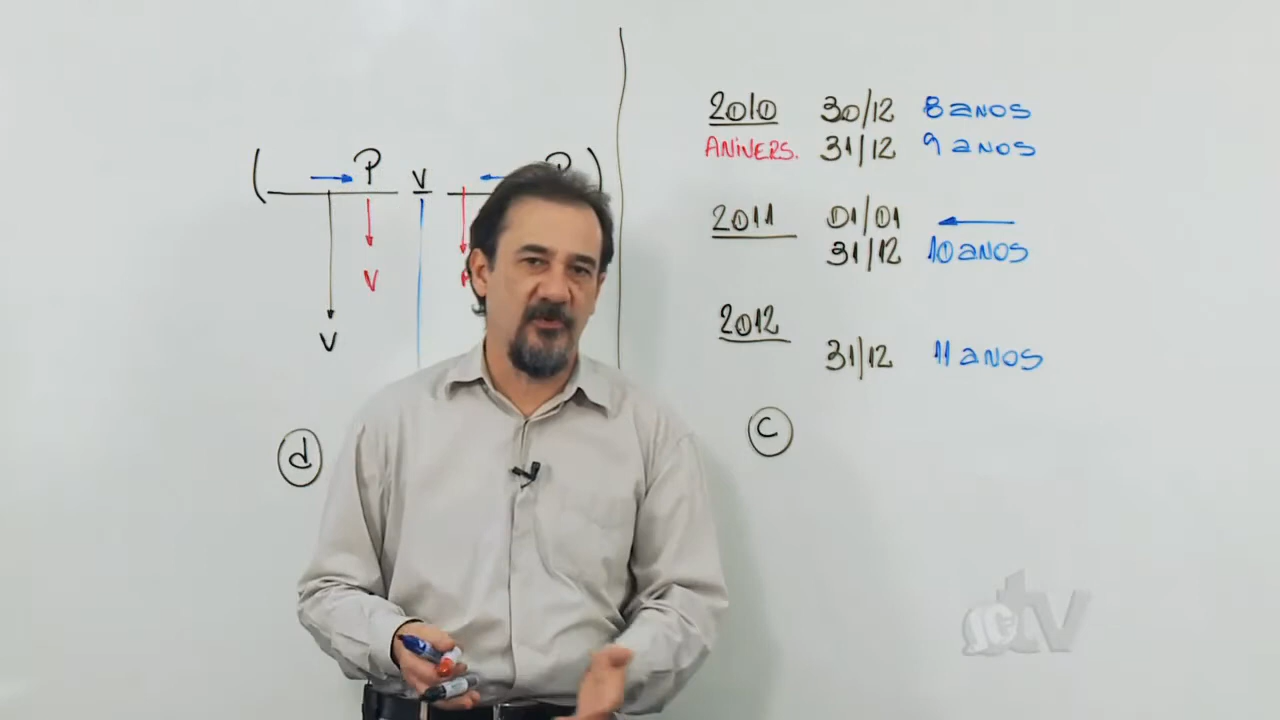 ( P V P )
V
V
d
2010 30/12 8 anos
ANIVERS. 31/12 9 anos
2011 01/01
31/12 10 anos
2012
31/12 11 anos
c
tv